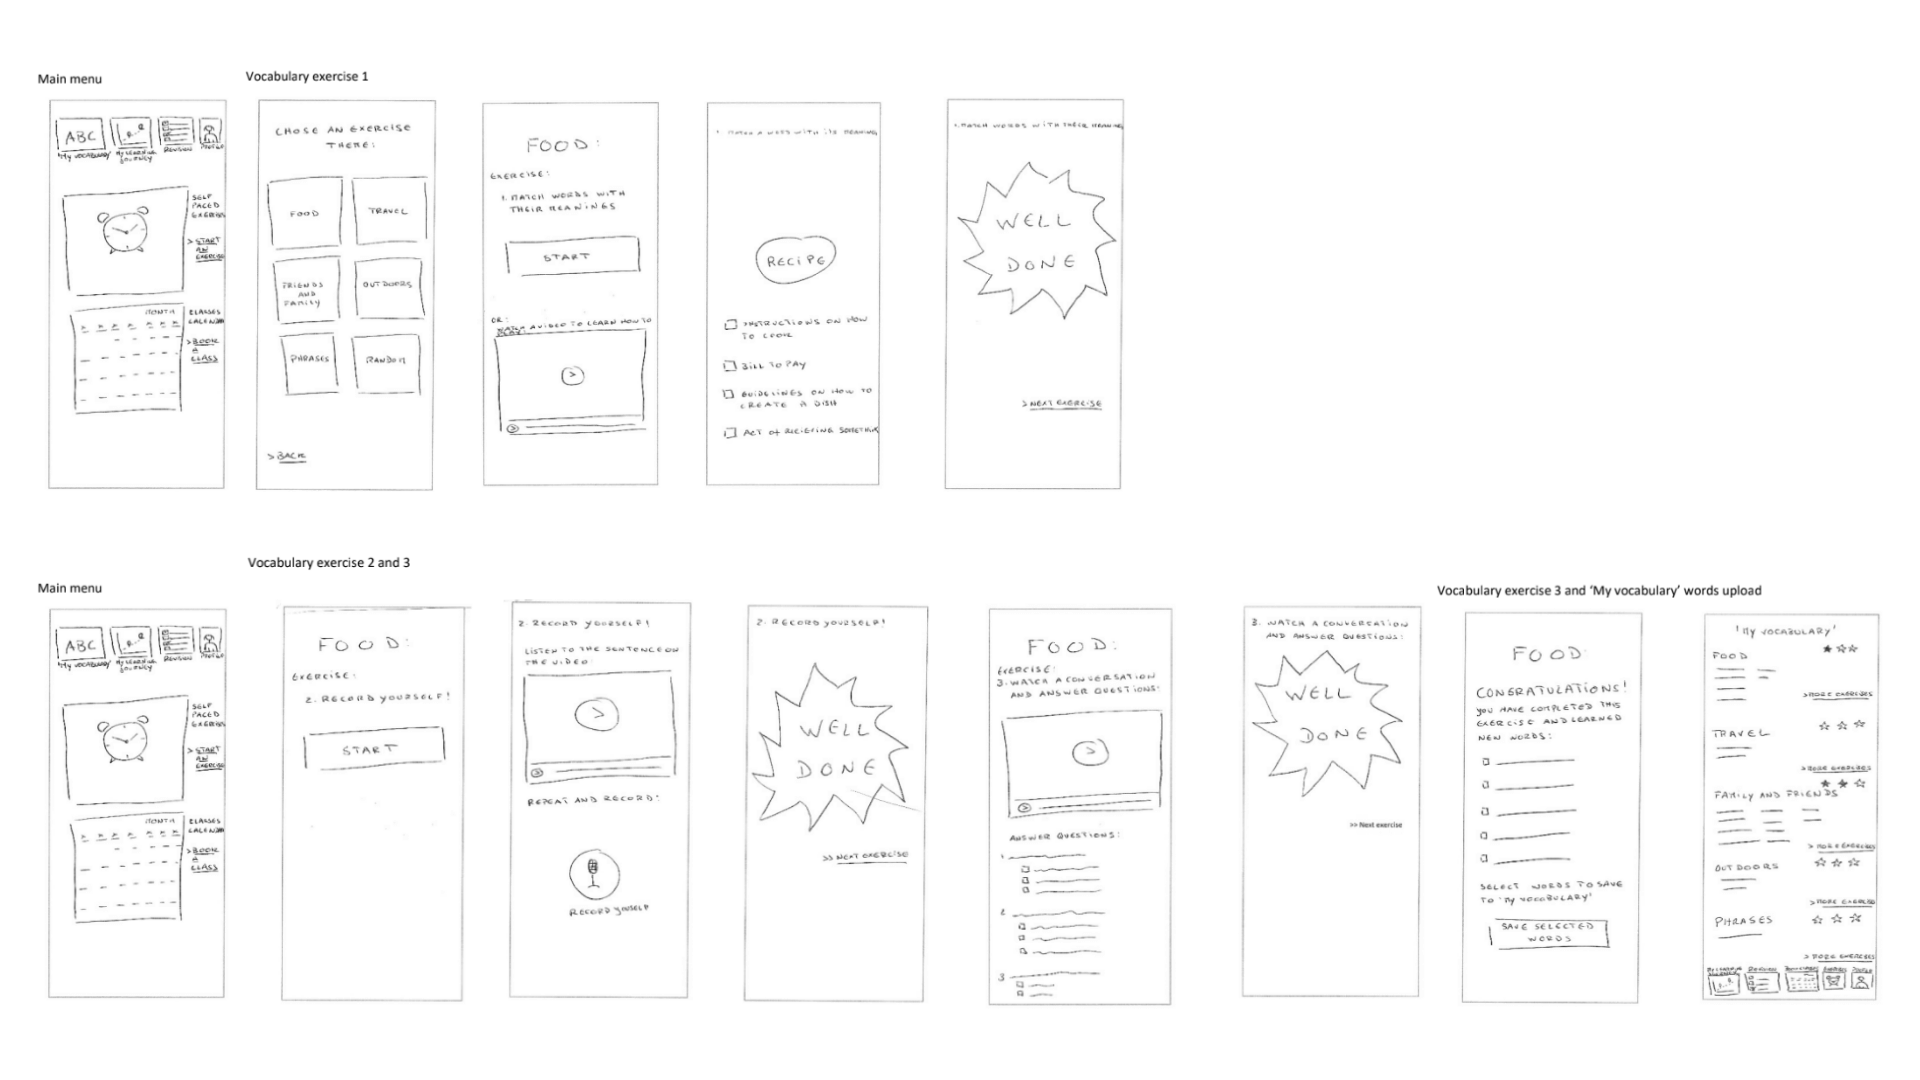 Main menu
Vocabulary exercise 1
ABC
'My VOCABULARY'
MY LEARNING
JOURNEY
REVISION
PROFILE
SELF
PACED
EXERCISE
> START
AN
EXERCISE
MONTH
CLASSES
CALENDAR
> BOOK
A
CLASS
CHOSE AN EXERCISE
THEME:
FOOD
TRAVEL
FRIENDS
AND
FAMILY
OUTDOORS
PHRASES
RANDOM
> BACK
FOOD:
EXERCISE:
1. MATCH WORDS WITH
THEIR MEANINGS
START
OR:
WATCH A VIDEO TO LEARN HOW TO
PLAY:
1. MATCH A WORD WITH ITS MEANING
RECIPE
INSTRUCTIONS ON HOW
TO COOK
BILL TO PAY
GUIDELINES ON HOW TO
CREATE A DISH
ACT OF RECIEVING SOMETHING
1. MATCH WORDS WITH THEIR MEANING
WELL
DONE
> NEXT EXERCISE
Vocabulary exercise 2 and 3
Main menu
Vocabulary exercise 3 and ‘My vocabulary’ words upload
ABC
'My VOCABULARY'
MY LEARNING
JOURNEY
REVISION
PROFILE
SELF
PACED
EXERCISE
> START
AN
EXERCISE
MONTH
CLASSES
CALENDAR
> BOOK
A
CLASS
FOOD:
EXERCISE:
2. RECORD YOURSELF!
START
2. RECORD YOURSELF!
LISTEN TO THE SENTENCE ON
THE VIDEO:
REPEAT AND RECORD:
RECORD YOURSELF
2. RECORD YOURSELF!
WELL
DONE
>> NEXT EXERCISE
FOOD:
EXERCISE:
3. WATCH A CONVERSATION
AND ANSWER QUESTIONS:
ANSWER QUESTIONS:
1
2
3
3. WATCH A CONVERSATION
AND ANSWER QUESTIONS:
WELL
DONE
>> Next exercise
FOOD:
CONGRATULATIONS!
YOU HAVE COMPLETED THIS
EXERCISE AND LEARNED
NEW WORDS:
SELECT WORDS TO SAVE
TO 'MY VOCABULARY'
SAVE SELECTED
WORDS
'My VOCABULARY'
FOOD
> MORE EXERCISES
TRAVEL
> MORE EXERCISES
FAMILY AND FRIENDS
> MORE EXERCISES
OUTDOORS
> MORE EXERCISES
PHRASES
> MORE EXERCISES
REVISION
PROFILE